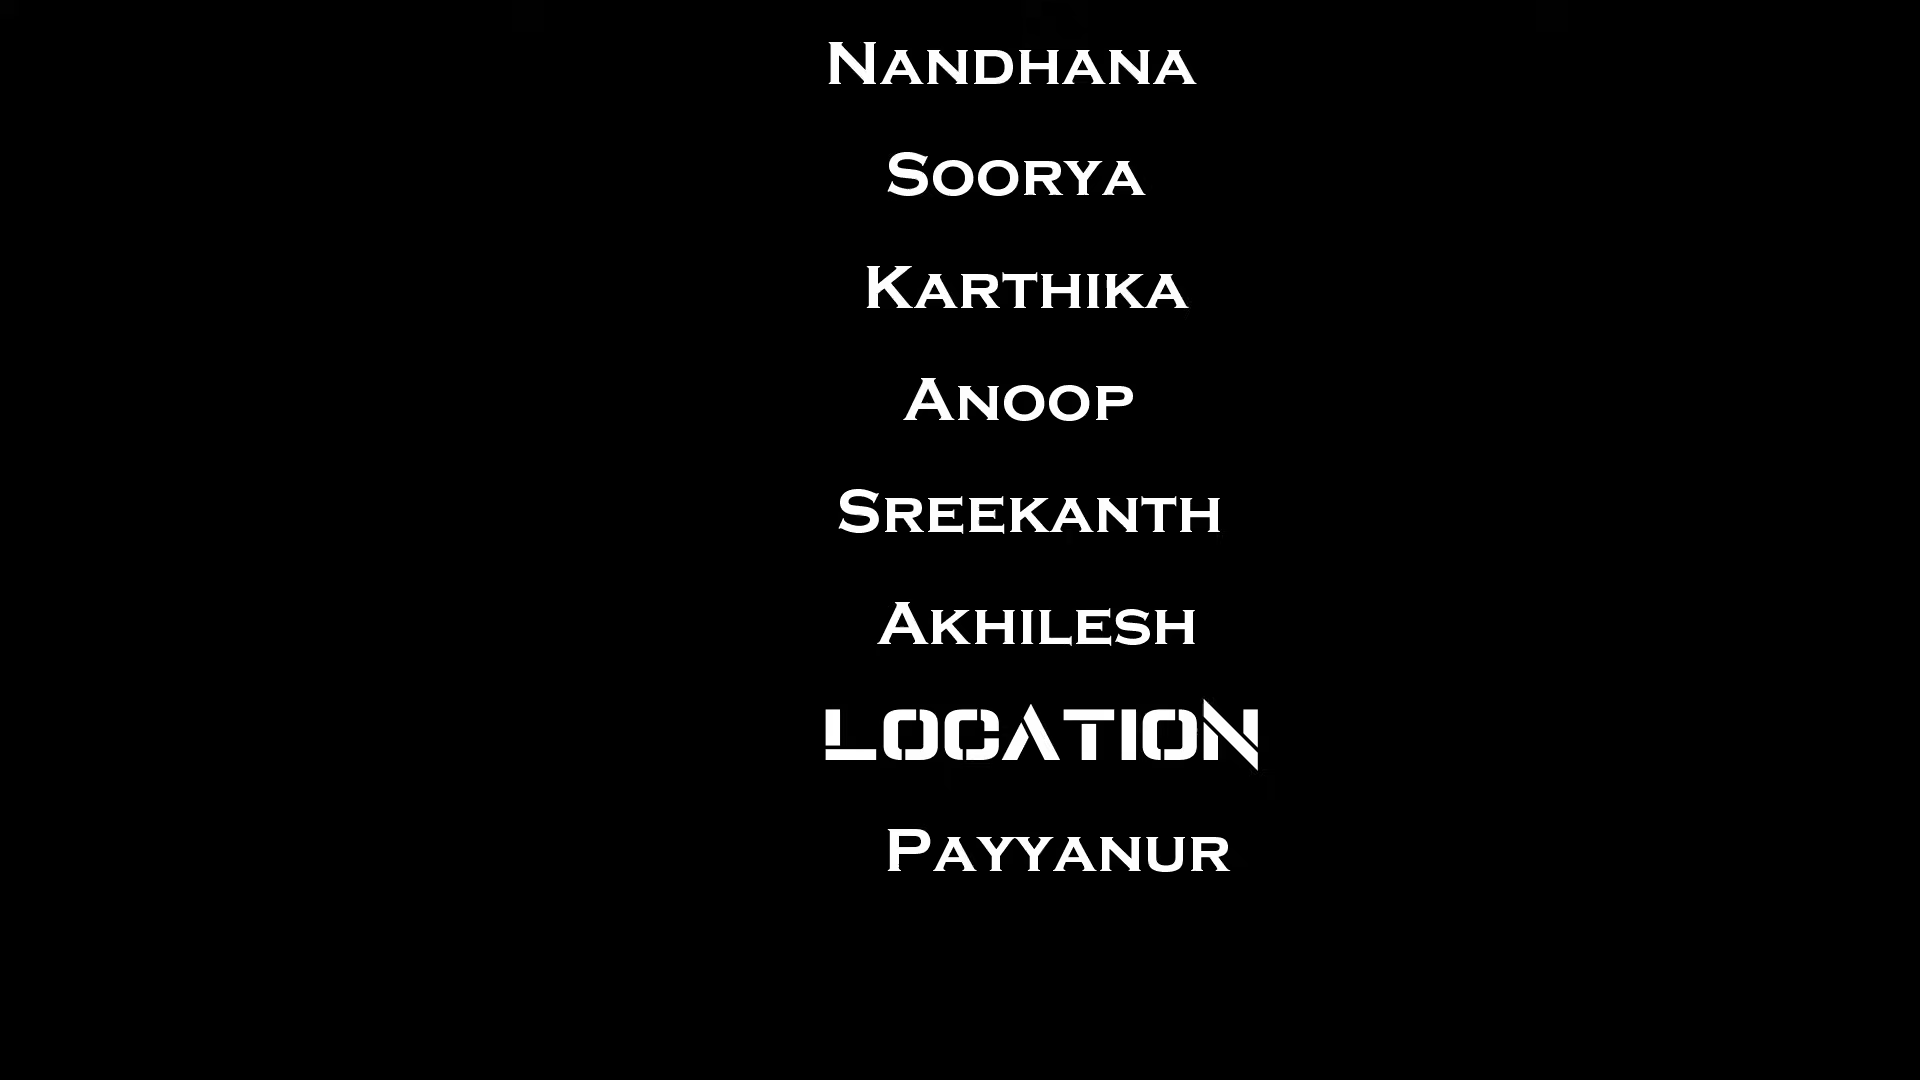 Nandhana
Soorya
Karthika
Anoop
Sreekanth
Akhilesh
LOCATION
Payyanur